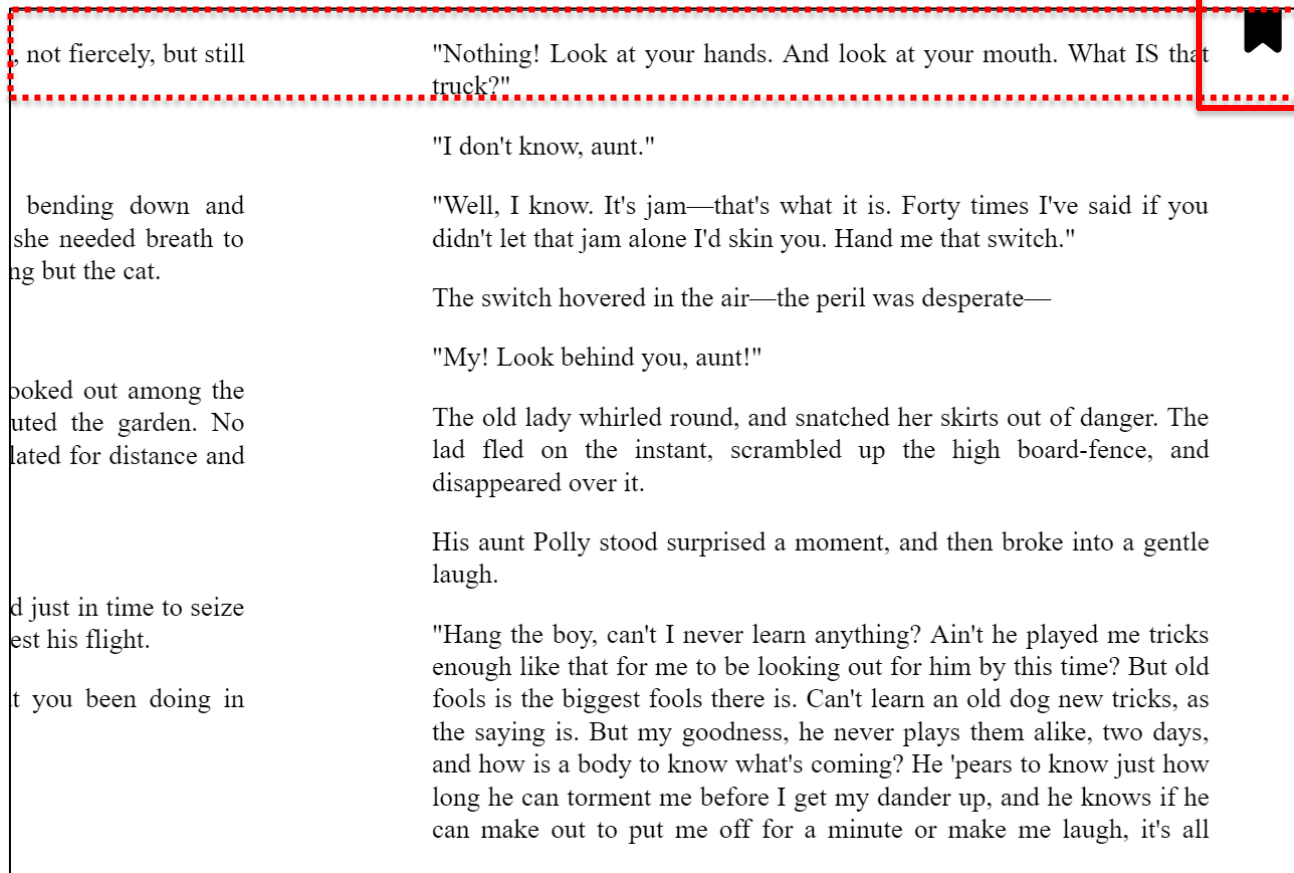 , not fiercely, but still
bending down and
she needed breath to
ng but the cat.
ooked out among the
uted the garden. No
lated for distance and
d just in time to seize
est his flight.
t you been doing in
"Nothing! Look at your hands. And look at your mouth. What IS that
truck?"
"I don't know, aunt."
"Well, I know. It's jam—that's what it is. Forty times I've said if you
didn't let that jam alone I'd skin you. Hand me that switch."
The switch hovered in the air—the peril was desperate—
"My! Look behind you, aunt!"
The old lady whirled round, and snatched her skirts out of danger. The
lad fled on the instant, scrambled up the high board-fence, and
disappeared over it.
His aunt Polly stood surprised a moment, and then broke into a gentle
laugh.
"Hang the boy, can't I never learn anything? Ain't he played me tricks
enough like that for me to be looking out for him by this time? But old
fools is the biggest fools there is. Can't learn an old dog new tricks, as
the saying is. But my goodness, he never plays them alike, two days,
and how is a body to know what's coming? He 'pears to know just how
long he can torment me before I get my dander up, and he knows if he
can make out to put me off for a minute or make me laugh, it's all